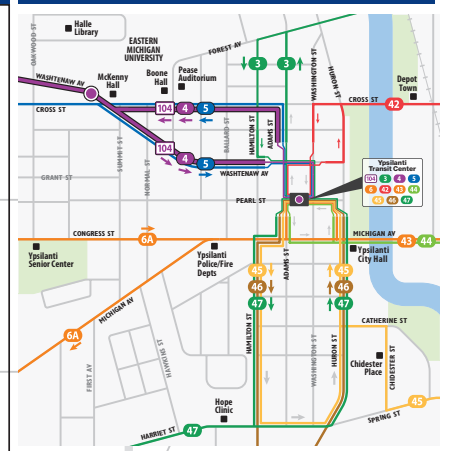 OAKWOOD ST
Halle
Library
EASTERN
MICHIGAN
UNIVERSITY
FOREST AV
WASHTENAW AV
McKenny
Hall
Boone
Hall
Pease
Auditorium
3
3
WASHINGTON ST
HURON ST
Depot
Town
CROSS ST
CROSS ST
42
104
4
5
SUMMIT ST
NORMAL ST
BALLARD ST
HAMILTON ST
ADAMS ST
104
4
5
WASHTENAW AV
GRANT ST
Ypsilanti
Transit Center
104 3 4 5
6 42 43 44
45 46 47
PEARL ST
CONGRESS ST
6A
MICHIGAN AV
43
44
Ypsilanti
Senior Center
Ypsilanti
Police/Fire
Depts
ADAMS ST
Ypsilanti
City Hall
45
46
47
45
46
47
MICHIGAN AV
6A
HAMILTON ST
WASHINGTON ST
HURON ST
CATHERINE ST
FIRST AV
HAWKINS ST
Chidester
Place
CHIDESTER ST
Hope
Clinic
45
SPRING ST
HARRIET ST
47